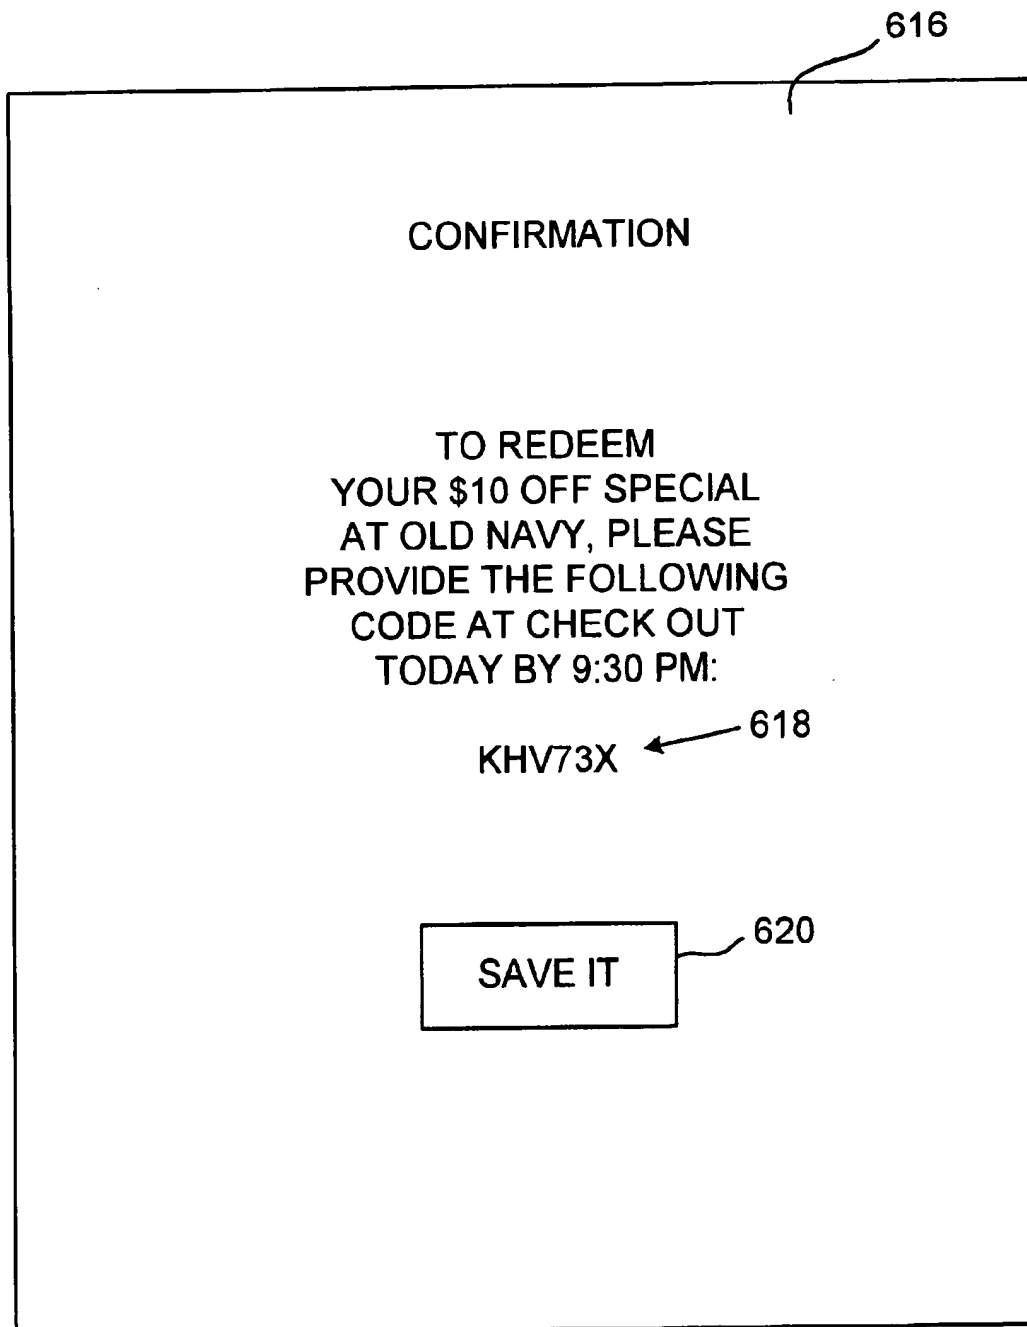 616
CONFIRMATION
TO REDEEM
YOUR $10 OFF SPECIAL
AT OLD NAVY, PLEASE
PROVIDE THE FOLLOWING
CODE AT CHECK OUT
TODAY BY 9:30 PM:
618
KHV73X
620
SAVE IT